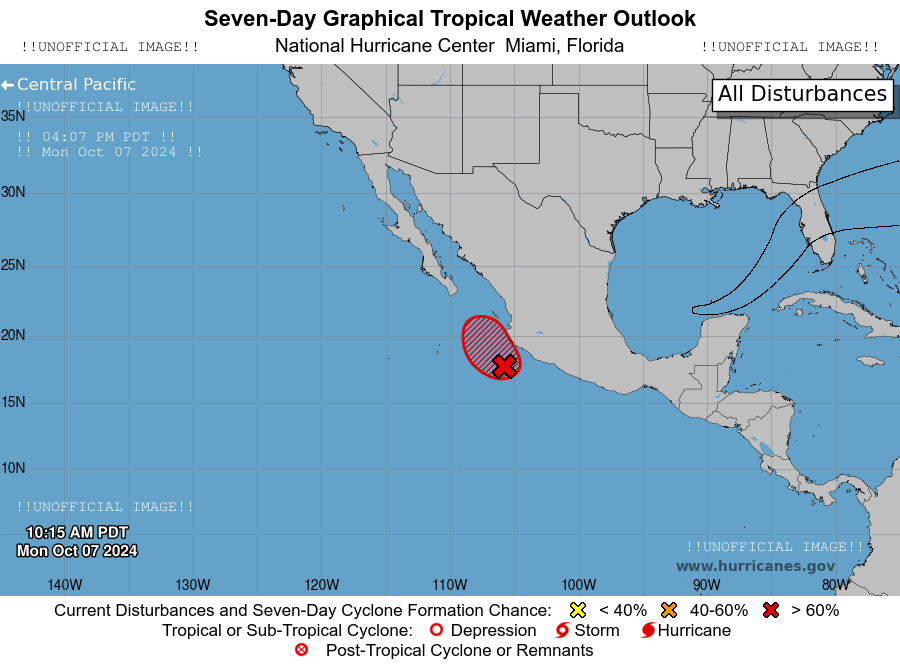 Seven-Day Graphical Tropical Weather Outlook
!!UNOFFICIAL IMAGE!! National Hurricane Center Miami, Florida !!UNOFFICIAL IMAGE!!
Central Pacific
All Disturbances
!!UNOFFICIAL IMAGE!!
35N
!! 04:07 PM PDT !!
!! Mon Oct 07 2024 !!
30N
25N
20N
15N
10N
!!UNOFFICIAL IMAGE!!
10:15 AM PDT
Mon Oct 07 2024
!!UNOFFICIAL IMAGE!!
www.hurricanes.gov
140W 130W 120W 110W 100W 90W 80W
Current Disturbances and Seven-Day Cyclone Formation Chance: < 40% 40-60% > 60%
Tropical or Sub-Tropical Cyclone: Depression Storm Hurricane
Post-Tropical Cyclone or Remnants